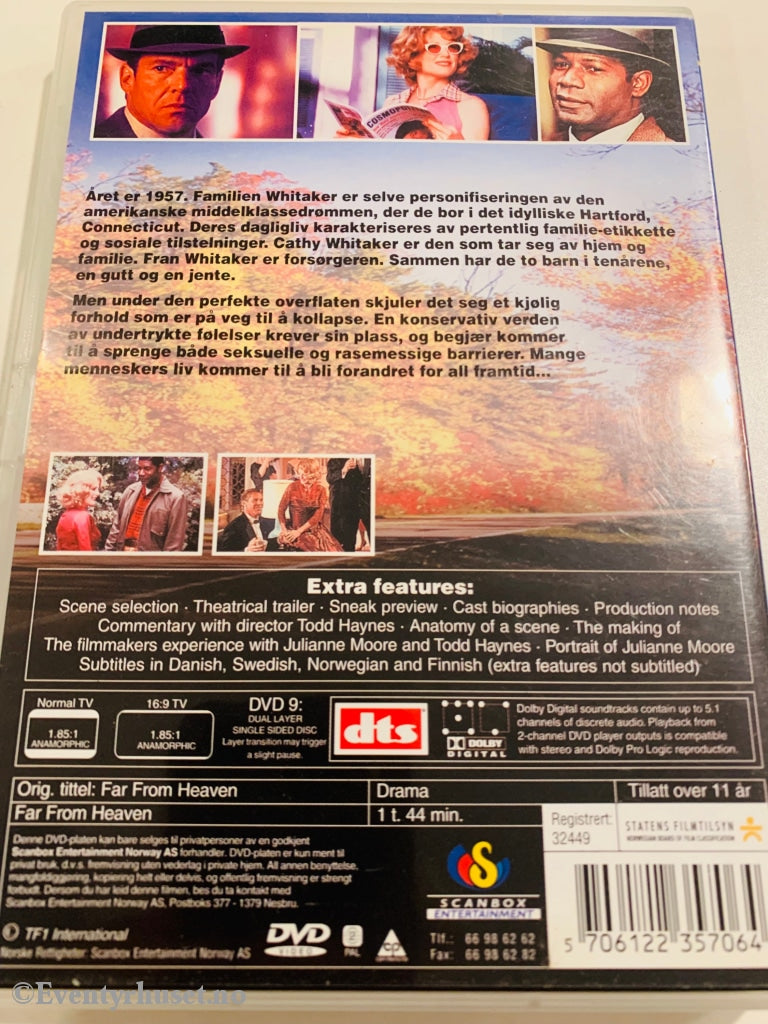 COSMOPO
Året er 1957. Familien Whitaker er selve personifiseringen av den
amerikanske middelklassedrømmen, der de bor i det idylliske Hartford,
Connecticut. Deres dagligliv karakteriseres av pertentlig familie-etikkette
og sosiale tilstelninger. Cathy Whitaker er den som tar seg av hjem og
familie. Fran Whitaker er forsørgeren. Sammen har de to barn i tenårene,
en gutt og en jente.
Men under den perfekte overflaten skjuler det seg et kjølig
forhold som er på veg til å kollapse. En konservativ verden
av undertrykte følelser krever sin plass, og begjær kommer
til å sprenge både seksuelle og rasemessige barrierer. Mange
menneskers liv kommer til å bli forandret for all framtid...
Extra features:
Scene selection · Theatrical trailer · Sneak preview · Cast biographies · Production notes
Commentary with director Todd Haynes · Anatomy of a scene · The making of
The filmmakers experience with Julianne Moore and Todd Haynes · Portrait of Julianne Moore
Subtitles in Danish, Swedish, Norwegian and Finnish (extra features not subtitled)
Normal TV
1.85:1
ANAMORPHIC
16:9 TV
1.85:1
ANAMORPHIC
DVD 9:
DUAL LAYER
SINGLE SIDED DISC
Layer transition may trigger
a slight pause.
dts
DOLBY
DIGITAL
Dolby Digital soundtracks contain up to 5.1
channels of discrete audio. Playback from
2-channel DVD player outputs is compatible
with stereo and Dolby Pro Logic reproduction.
Orig. tittel: Far From Heaven
Drama
Tillatt over 11 år
Far From Heaven
1 t. 44 min.
Registrert:
32449
STATENS FILMTILSYN
NORWEGIAN BOARD OF FILM CLASSIFICATION
Denne DVD-platen kan bare selges til privatpersoner av en godkjent
Scanbox Entertainment Norway AS forhandler. DVD-platen er kun ment til
privat bruk, d.v.s. fremvisning uten vederlag i privat hjem. All annen benyttelse,
mangfoldiggjøring, kopiering helt eller delvis, og offentlig fremvisning er strengt
forbudt. Dersom du har leid denne filmen, bes du ta kontakt med
Scanbox Entertainment Norway AS, Postboks 377 - 1379 Nesbru.
S
SCANBOX
ENTERTAINMENT
© TF1 International
Norske Rettigheter: Scanbox Entertainment Norway AS
DVD
VIDEO
2
PAL
CP
Tlf.: 66 98 62 62
Fax: 66 98 62 82
5 706122 357064
©Eventyrhuset.no